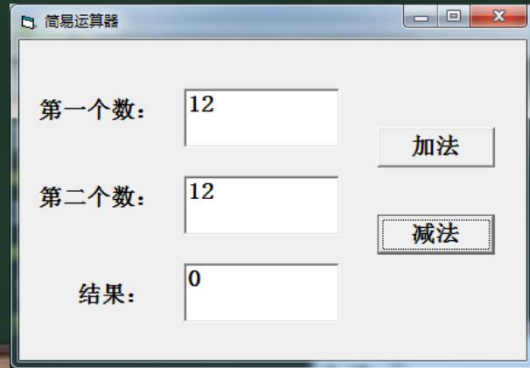 简易运算器
第一个数： 12
加法
第二个数： 12
减法
结果： 0